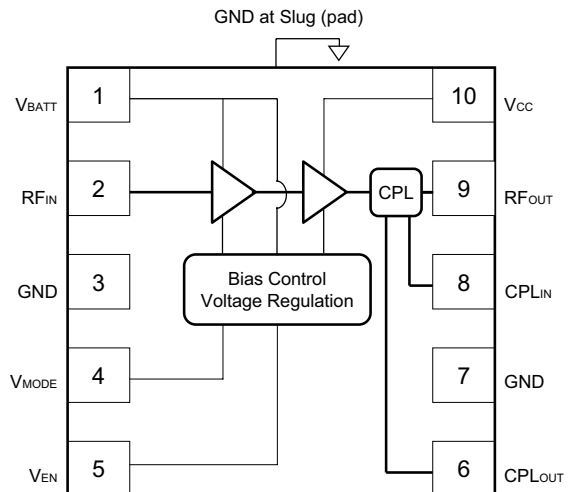 GND at Slug (pad)
VBATT 1 10 VCC
RFIN 2 CPL 9 RFOUT
GND 3 Bias Control 8 CPLIN
Voltage Regulation
VMODE 4 7 GND
VEN 5 6 CPLOUT